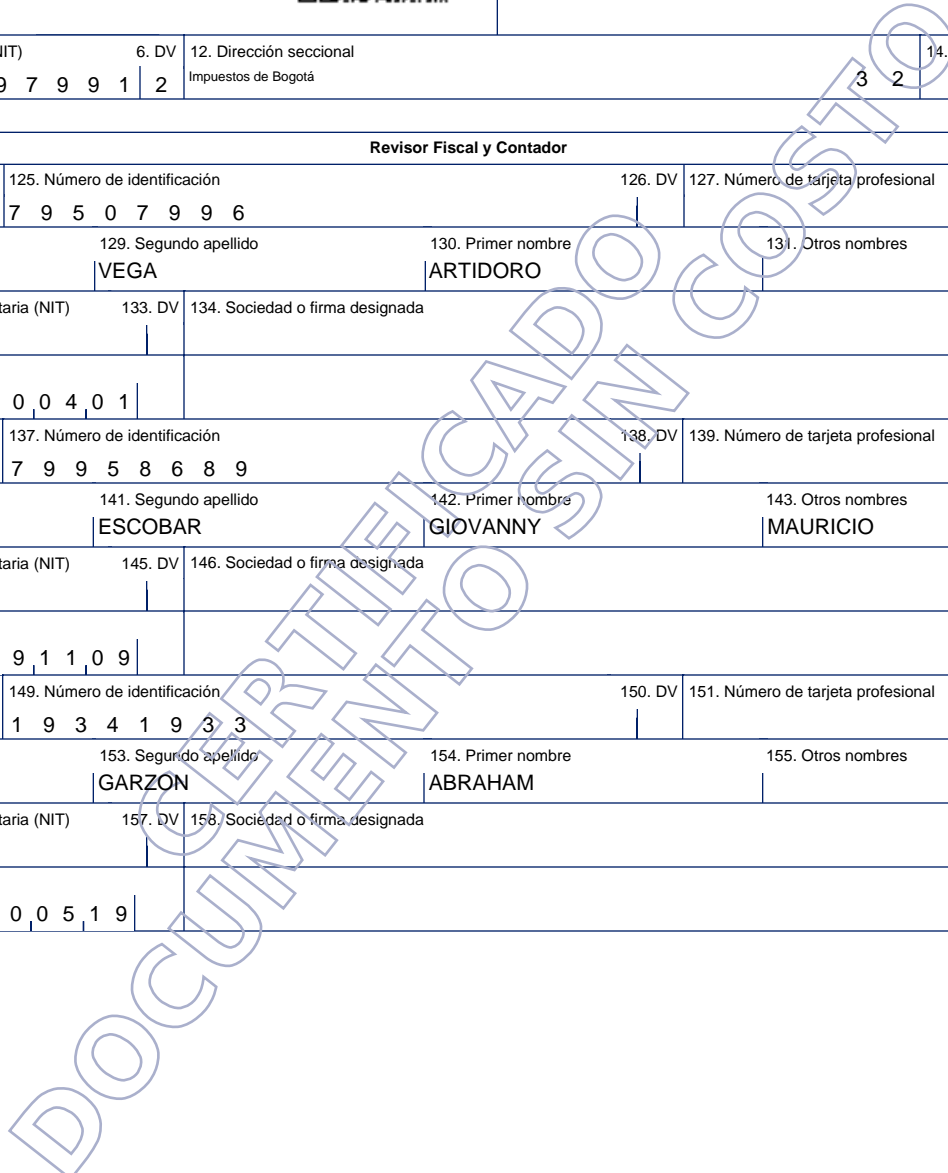 6. DV 12. Dirección seccional 14.
9 7 9 9 1 2 Impuestos de Bogotá 3 2
Revisor Fiscal y Contador
125. Número de identificación 126. DV 127. Número de tarjeta profesional
7 9 5 0 7 9 9 6
129. Segundo apellido 130. Primer nombre 131. Otros nombres
VEGA ARTIDORO
taria (NIT) 133. DV 134. Sociedad o firma designada
0 0 4 0 1
137. Número de identificación 138. DV 139. Número de tarjeta profesional
7 9 9 5 8 6 8 9
141. Segundo apellido 142. Primer nombre 143. Otros nombres
ESCOBAR GIOVANNY MAURICIO
taria (NIT) 145. DV 146. Sociedad o firma designada
9 1 1 0 9
149. Número de identificación 150. DV 151. Número de tarjeta profesional
1 9 3 4 1 9 3 3
153. Segundo apellido 154. Primer nombre 155. Otros nombres
GARZON ABRAHAM
taria (NIT) 157. DV 158. Sociedad o firma designada
0 0 5 1 9
CERTIFICADO
DOCUMENTO SIN COSTO